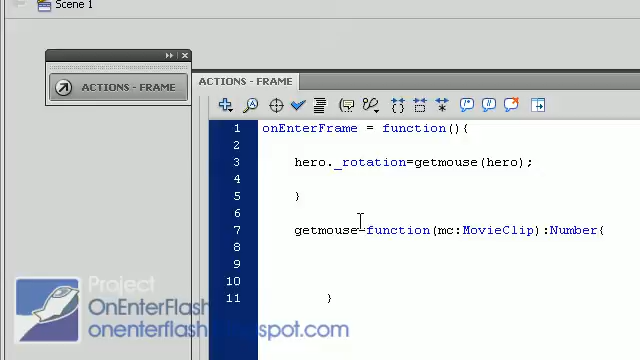 Scene 1
ACTIONS - FRAME
ACTIONS - FRAME
1 onEnterFrame = function(){
2
3 hero._rotation=getmouse(hero);
4
5 }
6
7 getmouse=function(mc:MovieClip):Number{
8
9
10
11 }
Project
OnEnterFlash
onenterflash.blogspot.com